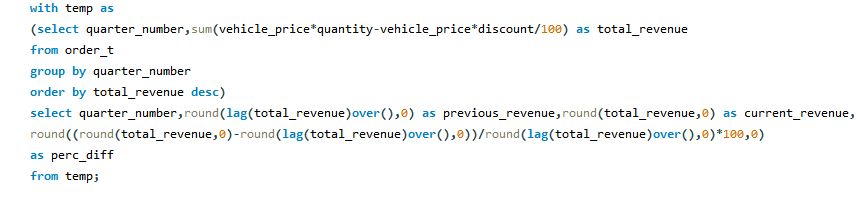 with temp as
(select quarter_number,sum(vehicle_price*quantity-vehicle_price*discount/100) as total_revenue
from order_t
group by quarter_number
order by total_revenue desc)
select quarter_number,round(lag(total_revenue)over(),0) as previous_revenue,round(total_revenue,0) as current_revenue,
round((round(total_revenue,0)-round(lag(total_revenue)over(),0))/round(lag(total_revenue)over(),0)*100,0)
as perc_diff
from temp;